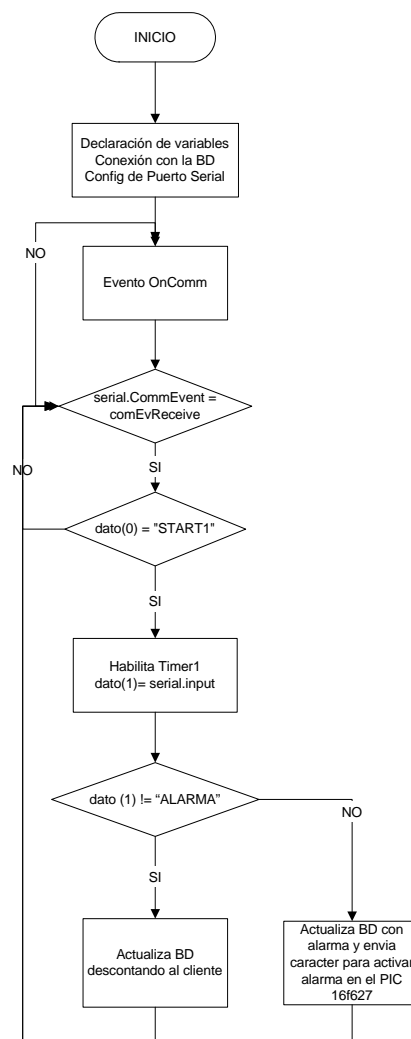 INICIO
Declaración de variables
Conexión con la BD
Config de Puerto Serial
NO
Evento OnComm
serial.CommEvent =
comEvReceive
NO
SI
dato(0) = "START1"
SI
Habilita Timer1
dato(1)= serial.input
dato (1) != “ALARMA”
NO
SI
Actualiza BD
descontando al cliente
Actualiza BD con
alarma y envia
caracter para activar
alarma en el PIC
16f627